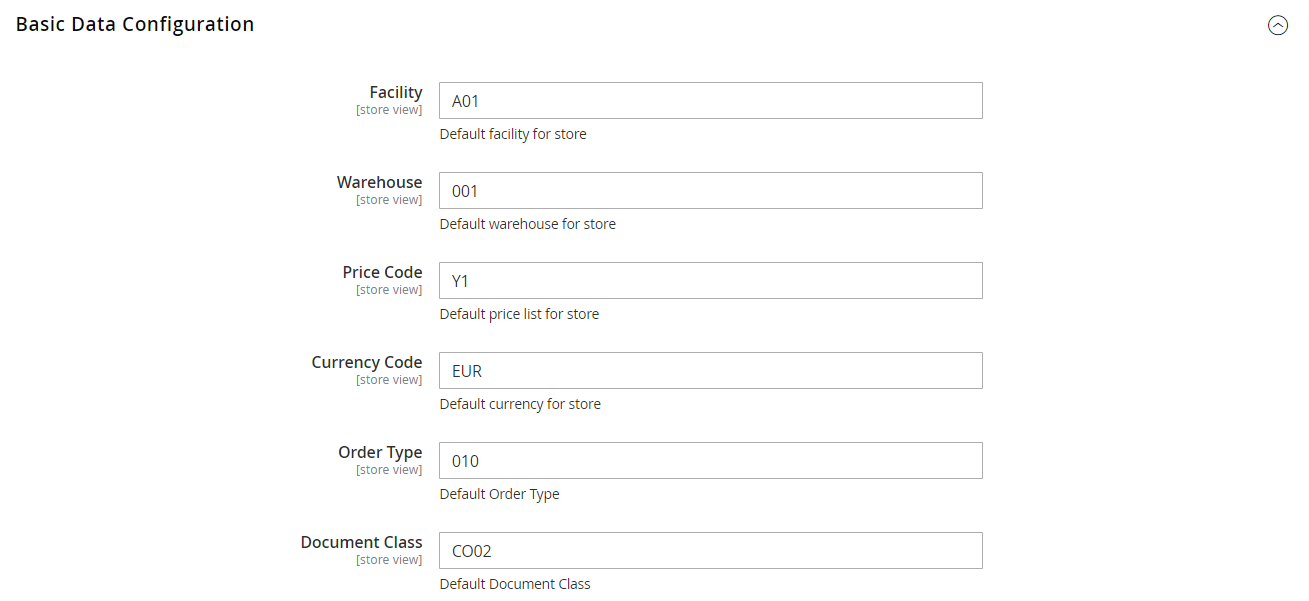 Basic Data Configuration
Facility
[store view]
A01
Default facility for store
Warehouse
[store view]
001
Default warehouse for store
Price Code
[store view]
Y1
Default price list for store
Currency Code
[store view]
EUR
Default currency for store
Order Type
[store view]
010
Default Order Type
Document Class
[store view]
CO02
Default Document Class